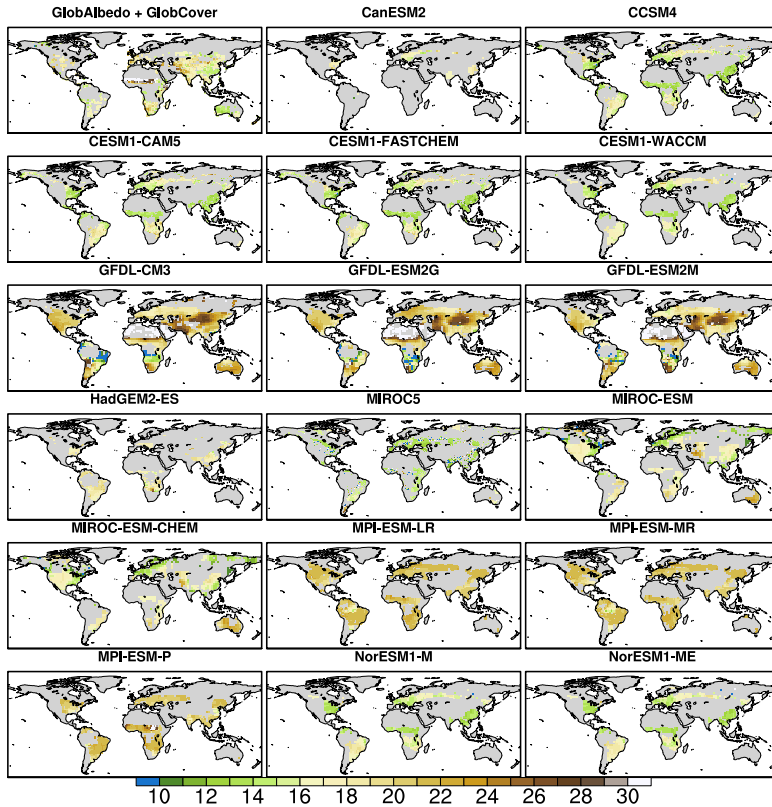 GlobAlbedo + GlobCover CanESM2 CCSM4
CESM1-CAM5 CESM1-FASTCHEM CESM1-WACCM
GFDL-CM3 GFDL-ESM2G GFDL-ESM2M
HadGEM2-ES MIROC5 MIROC-ESM
MIROC-ESM-CHEM MPI-ESM-LR MPI-ESM-MR
MPI-ESM-P NorESM1-M NorESM1-ME
10 12 14 16 18 20 22 24 26 28 30